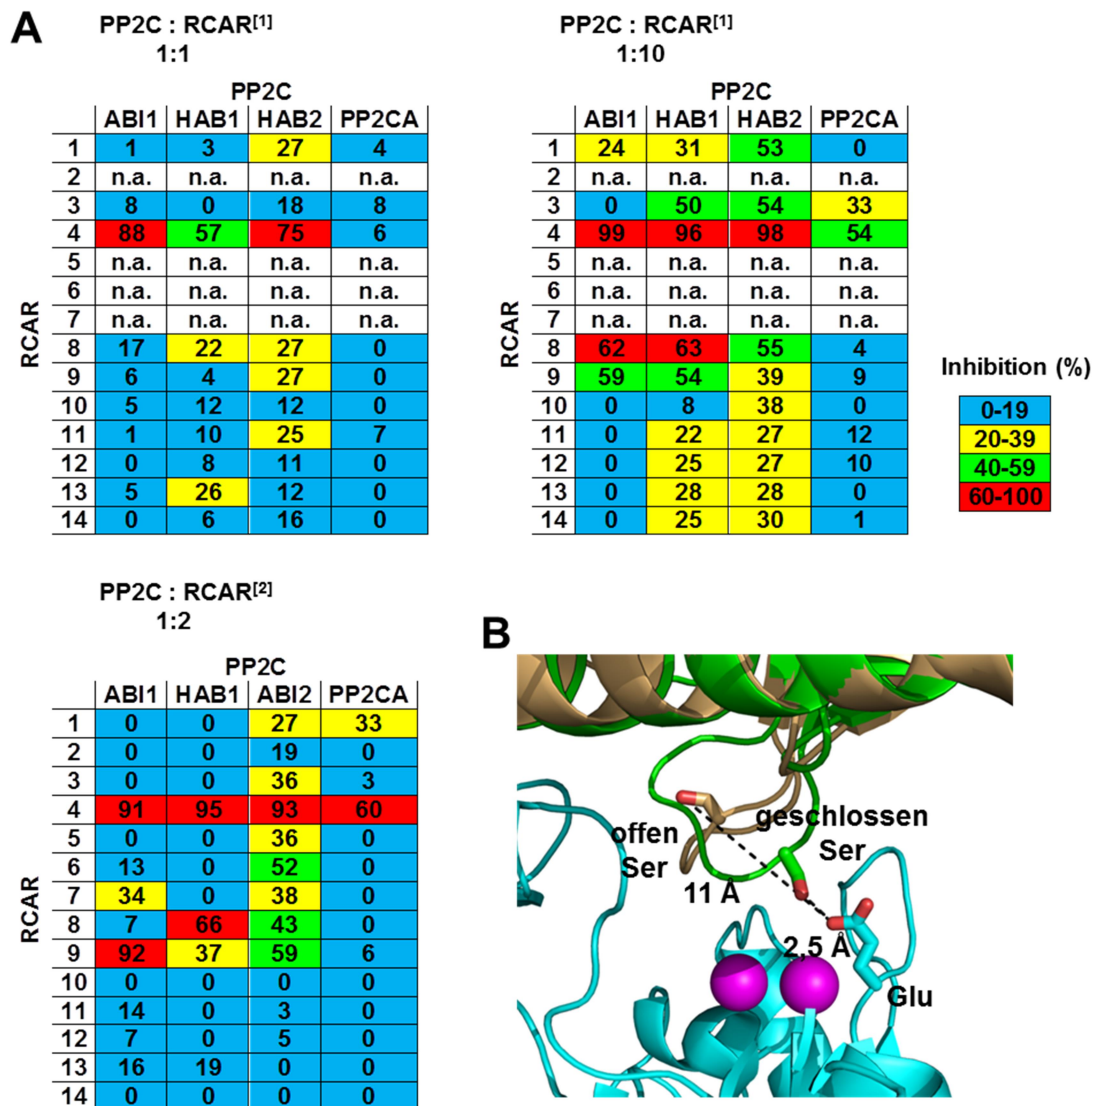 A
PP2C : RCAR[1]
1:1
PP2C
ABI1 HAB1 HAB2 PP2CA
RCAR
1 1 3 27 4
2 n.a. n.a. n.a. n.a.
3 8 0 18 8
4 88 57 75 6
5 n.a. n.a. n.a. n.a.
6 n.a. n.a. n.a. n.a.
7 n.a. n.a. n.a. n.a.
8 17 22 27 0
9 6 4 27 0
10 5 12 12 0
11 1 10 25 7
12 0 8 11 0
13 5 26 12 0
14 0 6 16 0
PP2C : RCAR[1]
1:10
PP2C
ABI1 HAB1 HAB2 PP2CA
RCAR
1 24 31 53 0
2 n.a. n.a. n.a. n.a.
3 0 50 54 33
4 99 96 98 54
5 n.a. n.a. n.a. n.a.
6 n.a. n.a. n.a. n.a.
7 n.a. n.a. n.a. n.a.
8 62 63 55 4
9 59 54 39 9
10 0 8 38 0
11 0 22 27 12
12 0 25 27 10
13 0 28 28 0
14 0 25 30 1
Inhibition (%)
0-19
20-39
40-59
60-100
PP2C : RCAR[2]
1:2
PP2C
ABI1 HAB1 ABI2 PP2CA
RCAR
1 0 0 27 33
2 0 0 19 0
3 0 0 36 3
4 91 95 93 60
5 0 0 36 0
6 13 0 52 0
7 34 0 38 0
8 7 66 43 0
9 92 37 59 6
10 0 0 0 0
11 14 0 3 0
12 7 0 5 0
13 16 19 0 0
14 0 0 0 0
B
offen
Ser
geschlossen
Ser
11 Å
2,5 Å
Glu